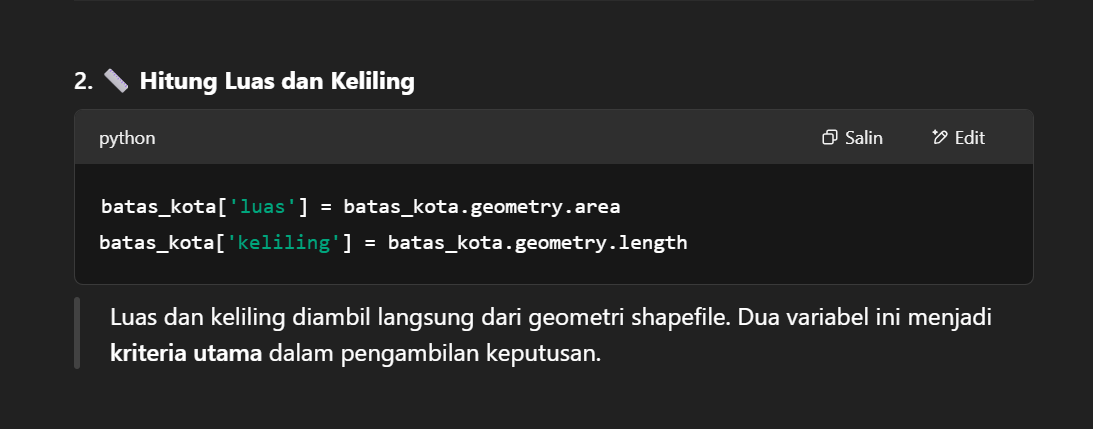 2. 📏 Hitung Luas dan Keliling
python
Salin
Edit
batas_kota['luas'] = batas_kota.geometry.area
batas_kota['keliling'] = batas_kota.geometry.length
Luas dan keliling diambil langsung dari geometri shapefile. Dua variabel ini menjadi
kriteria utama dalam pengambilan keputusan.